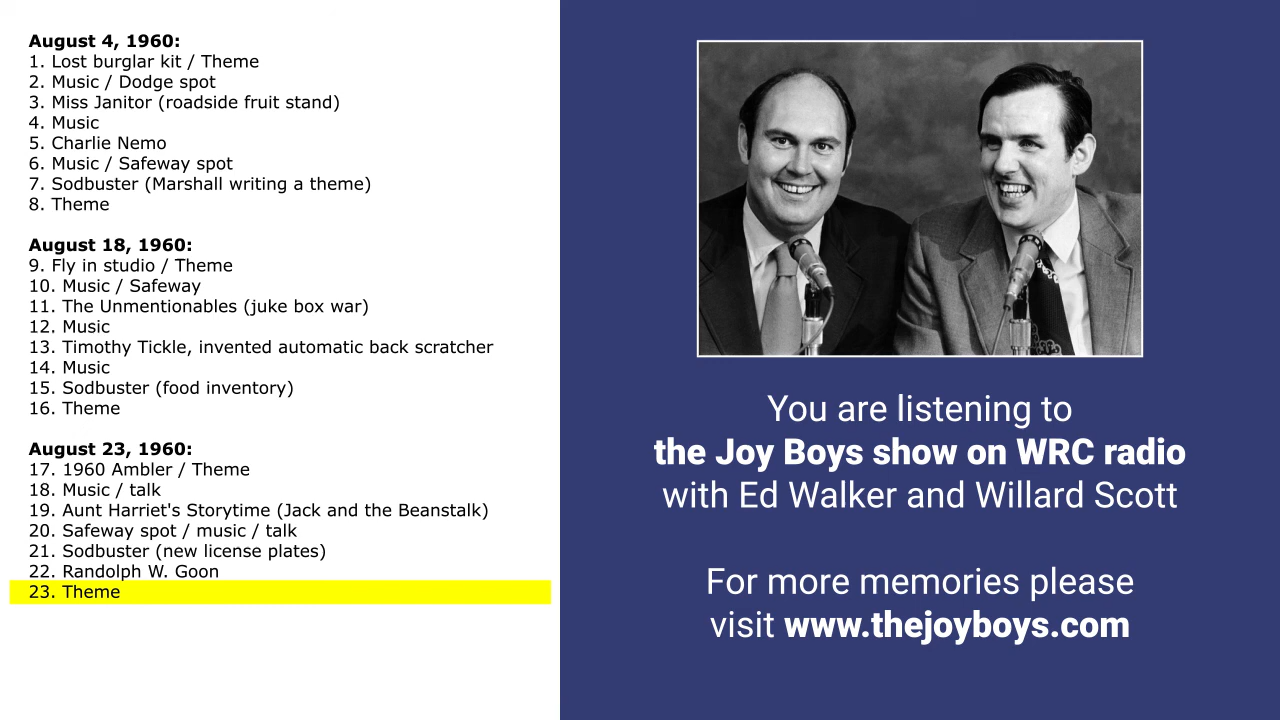 August 4, 1960:
1. Lost burglar kit / Theme
2. Music / Dodge spot
3. Miss Janitor (roadside fruit stand)
4. Music
5. Charlie Nemo
6. Music / Safeway spot
7. Sodbuster (Marshall writing a theme)
8. Theme
August 18, 1960:
9. Fly in studio / Theme
10. Music / Safeway
11. The Unmentionables (juke box war)
12. Music
13. Timothy Tickle, invented automatic back scratcher
14. Music
15. Sodbuster (food inventory)
16. Theme
August 23, 1960:
17. 1960 Ambler / Theme
18. Music / talk
19. Aunt Harriet's Storytime (Jack and the Beanstalk)
20. Safeway spot / music / talk
21. Sodbuster (new license plates)
22. Randolph W. Goon
23. Theme
You are listening to
the Joy Boys show on WRC radio
with Ed Walker and Willard Scott
For more memories please
visit www.thejoyboys.com